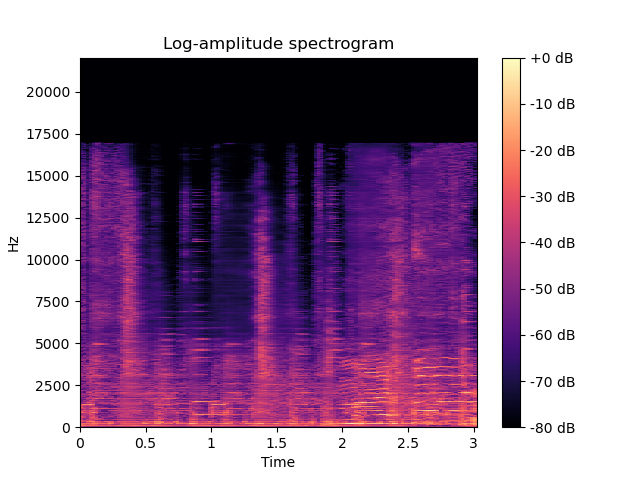 Log-amplitude spectrogram
Hz
20000
17500
15000
12500
10000
7500
5000
2500
0
0
0.5
1
1.5
2
2.5
3
Time
+0 dB
-10 dB
-20 dB
-30 dB
-40 dB
-50 dB
-60 dB
-70 dB
-80 dB